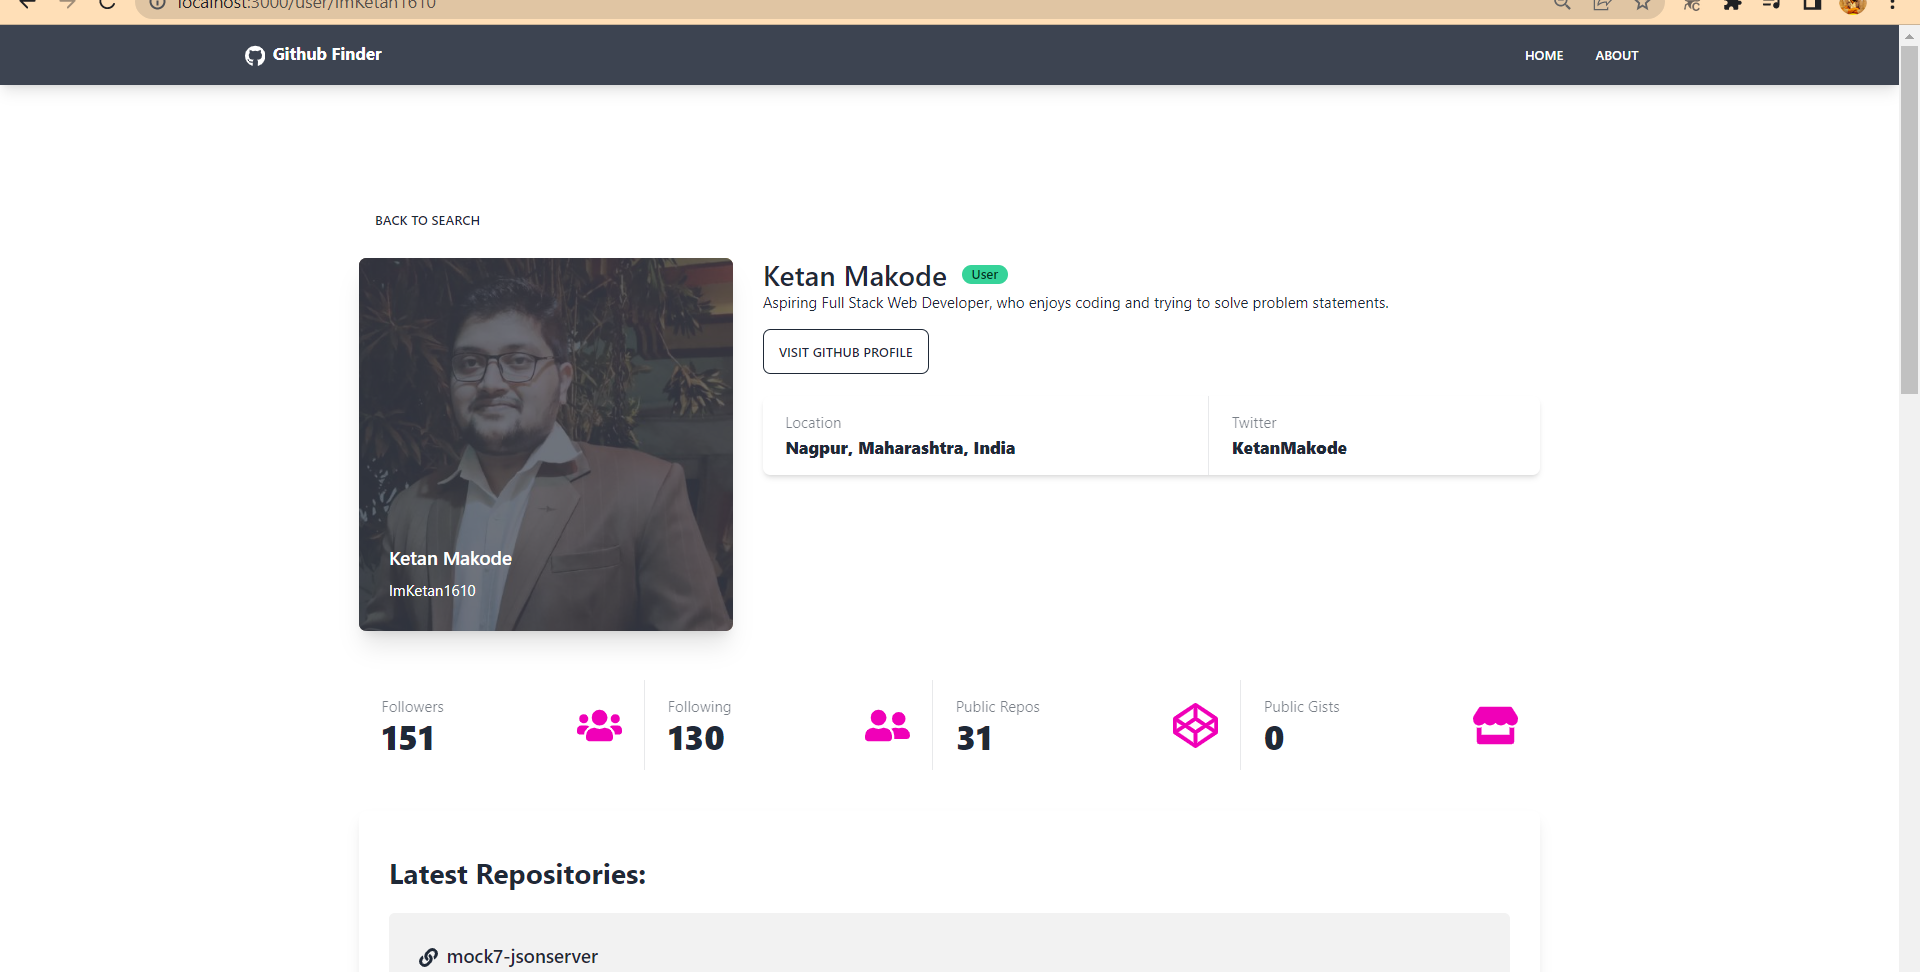 localhost:3000/user/ImKetan1610
Github Finder
HOME
ABOUT
BACK TO SEARCH
Ketan Makode
User
Aspiring Full Stack Web Developer, who enjoys coding and trying to solve problem statements.
VISIT GITHUB PROFILE
Location
Nagpur, Maharashtra, India
Twitter
KetanMakode
Ketan Makode
ImKetan1610
Followers
151
Following
130
Public Repos
31
Public Gists
0
Latest Repositories:
mock7-jsonserver